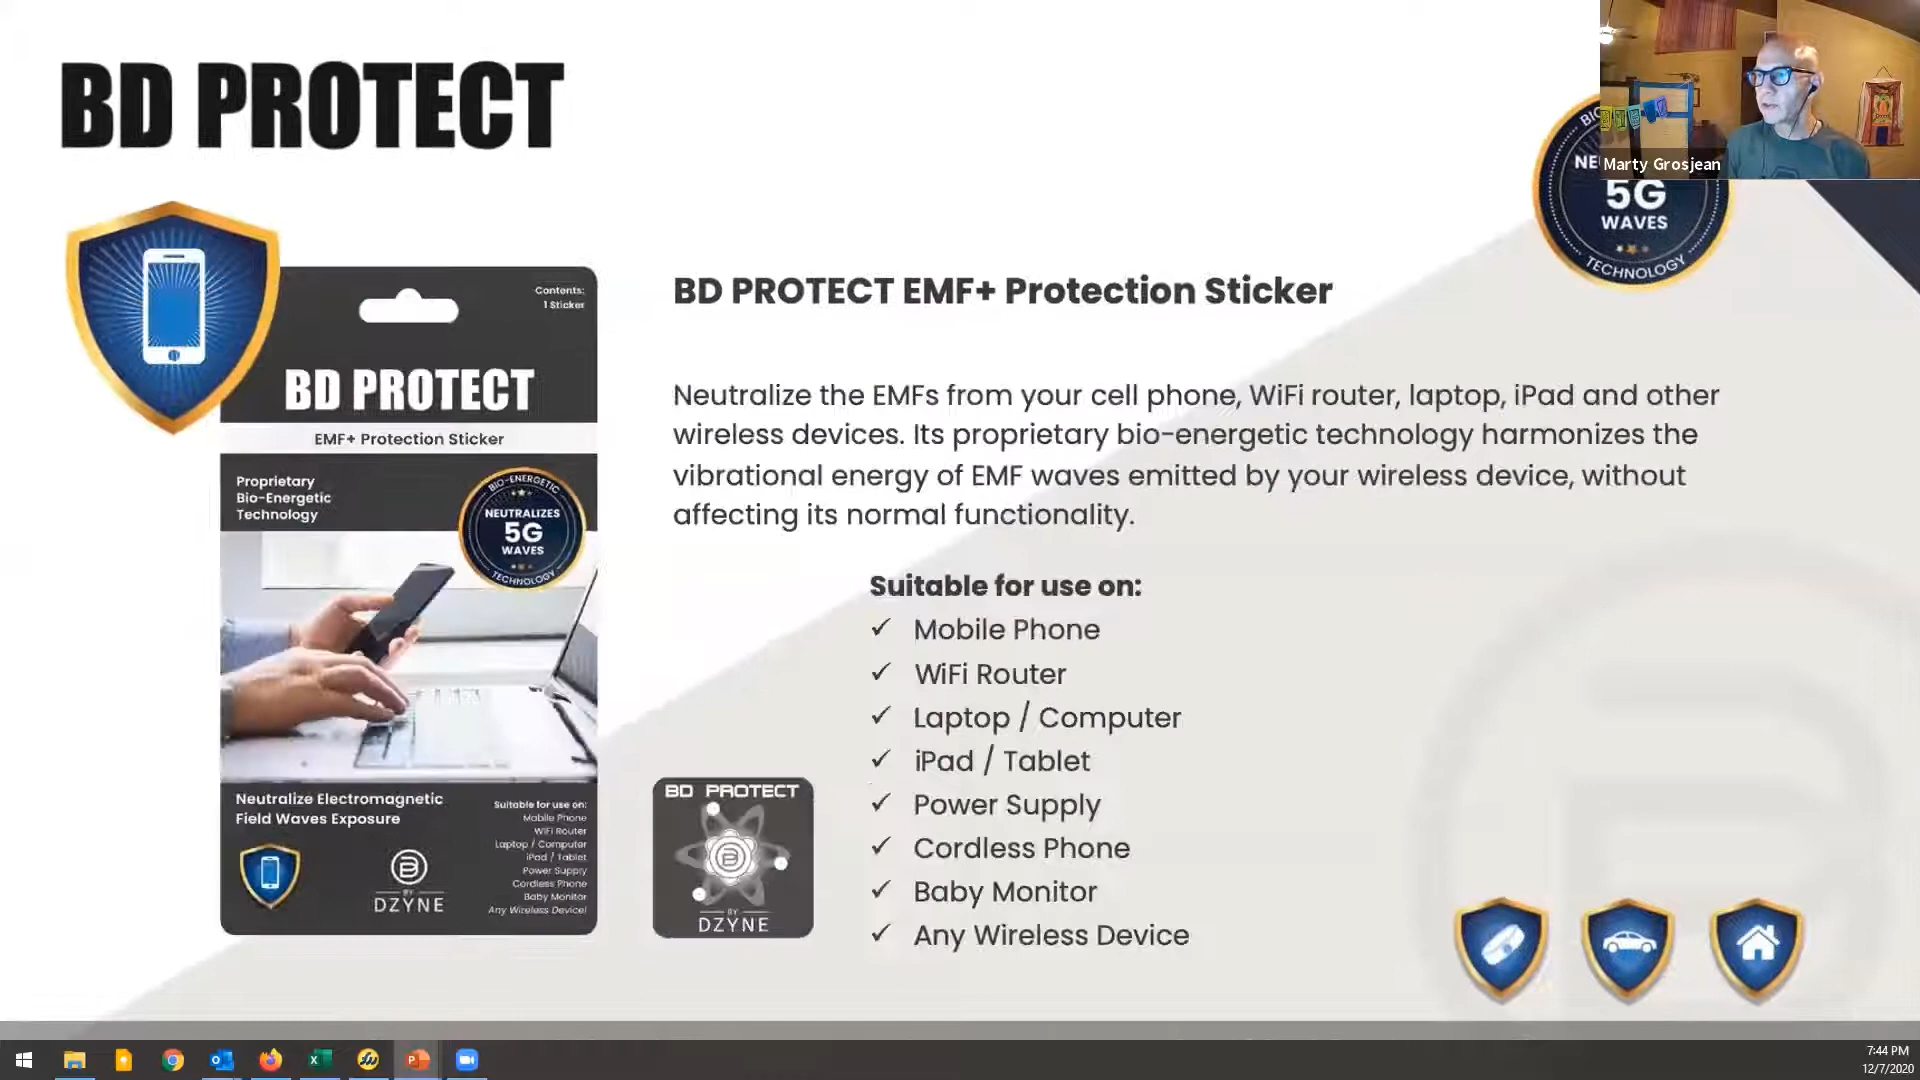 BD PROTECT
Marty Grosjean
NE
5G
WAVES
TECHNOLOGY
Contents:
1 Sticker
BD PROTECT
EMF+ Protection Sticker
Proprietary
Bio-Energetic
Technology
BIO-ENERGETIC
NEUTRALIZES
5G
WAVES
TECHNOLOGY
Neutralize Electromagnetic
Field Waves Exposure
Suitable for use on:
Mobile Phone
WiFi Router
Laptop / Computer
iPad / Tablet
Power Supply
Cordless Phone
Baby Monitor
Any Wireless Device!
B
BY
DZYNE
BD PROTECT EMF+ Protection Sticker
Neutralize the EMFs from your cell phone, WiFi router, laptop, iPad and other
wireless devices. Its proprietary bio-energetic technology harmonizes the
vibrational energy of EMF waves emitted by your wireless device, without
affecting its normal functionality.
BD PROTECT
B
BY
DZYNE
Suitable for use on:
✓ Mobile Phone
✓ WiFi Router
✓ Laptop / Computer
✓ iPad / Tablet
✓ Power Supply
✓ Cordless Phone
✓ Baby Monitor
✓ Any Wireless Device
7:44 PM
12/7/2020